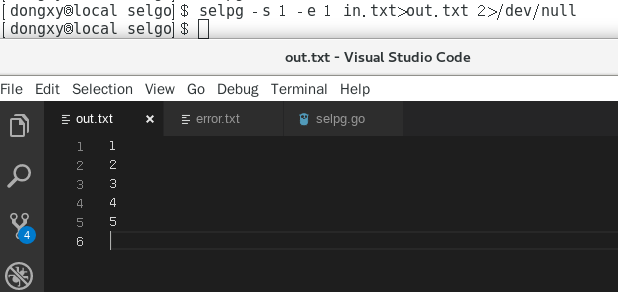 [dongxy@local selgo]$ selpg -s 1 -e 1 in.txt>out.txt 2>/dev/null
[dongxy@local selgo]$
out.txt - Visual Studio Code
File Edit Selection View Go Debug Terminal Help
out.txt × error.txt selpg.go
1 1
2 2
3 3
4 4
5 5
6
4